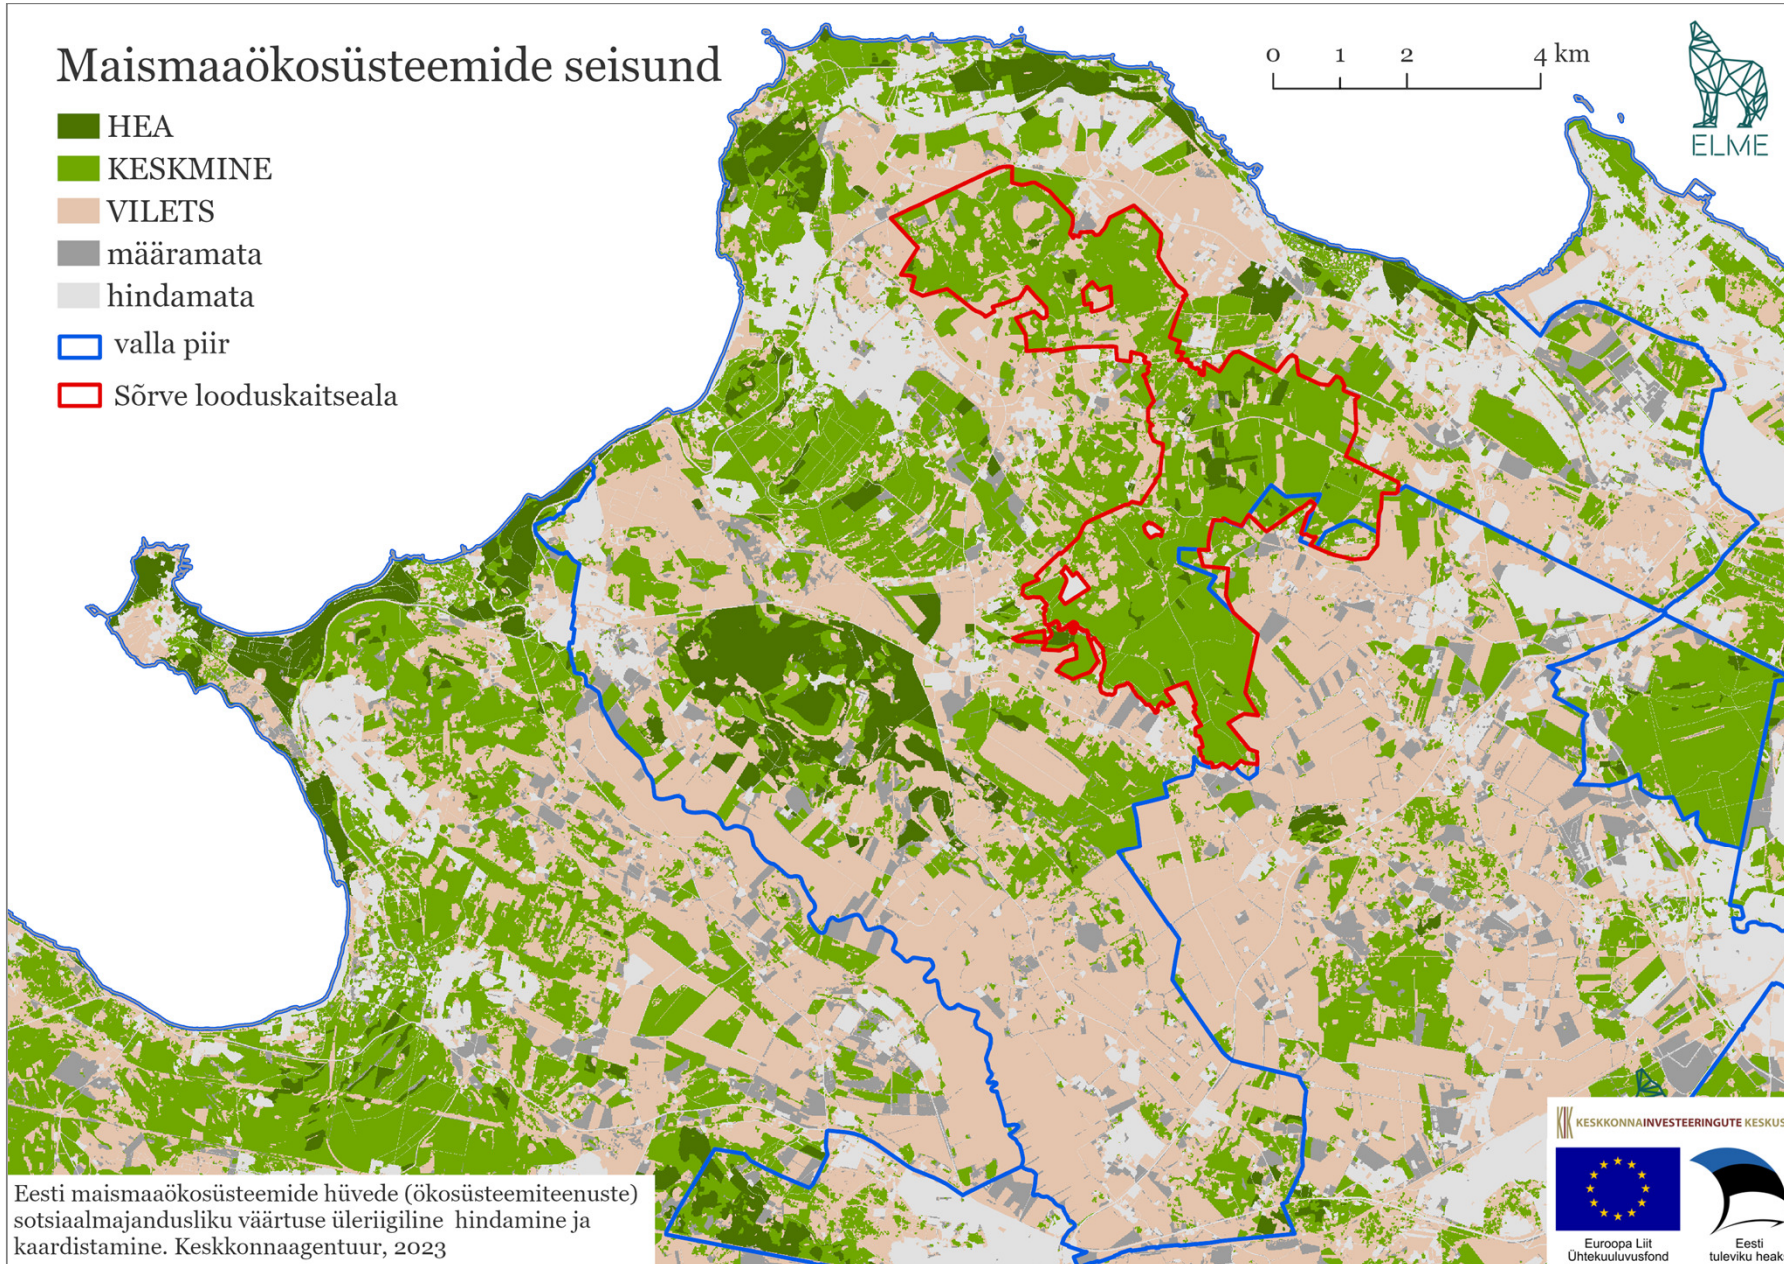 Maismaaökosüsteemide seisund
HEA
KESKMINE
VILETS
määramata
hindamata
valla piir
Sõrve looduskaitseala
0 1 2 4 km
ELME
Eesti maismaaökosüsteemide hüvede (ökosüsteemiteenuste)
sotsiaalmajandusliku väärtuse üleriigiline hindamine ja
kaardistamine. Keskkonnaagentuur, 2023
KIK KESKKONNAINVESTEERINGUTE KESKUS
Euroopa Liit
Ühtekuuluvusfond
Eesti
tuleviku heaks